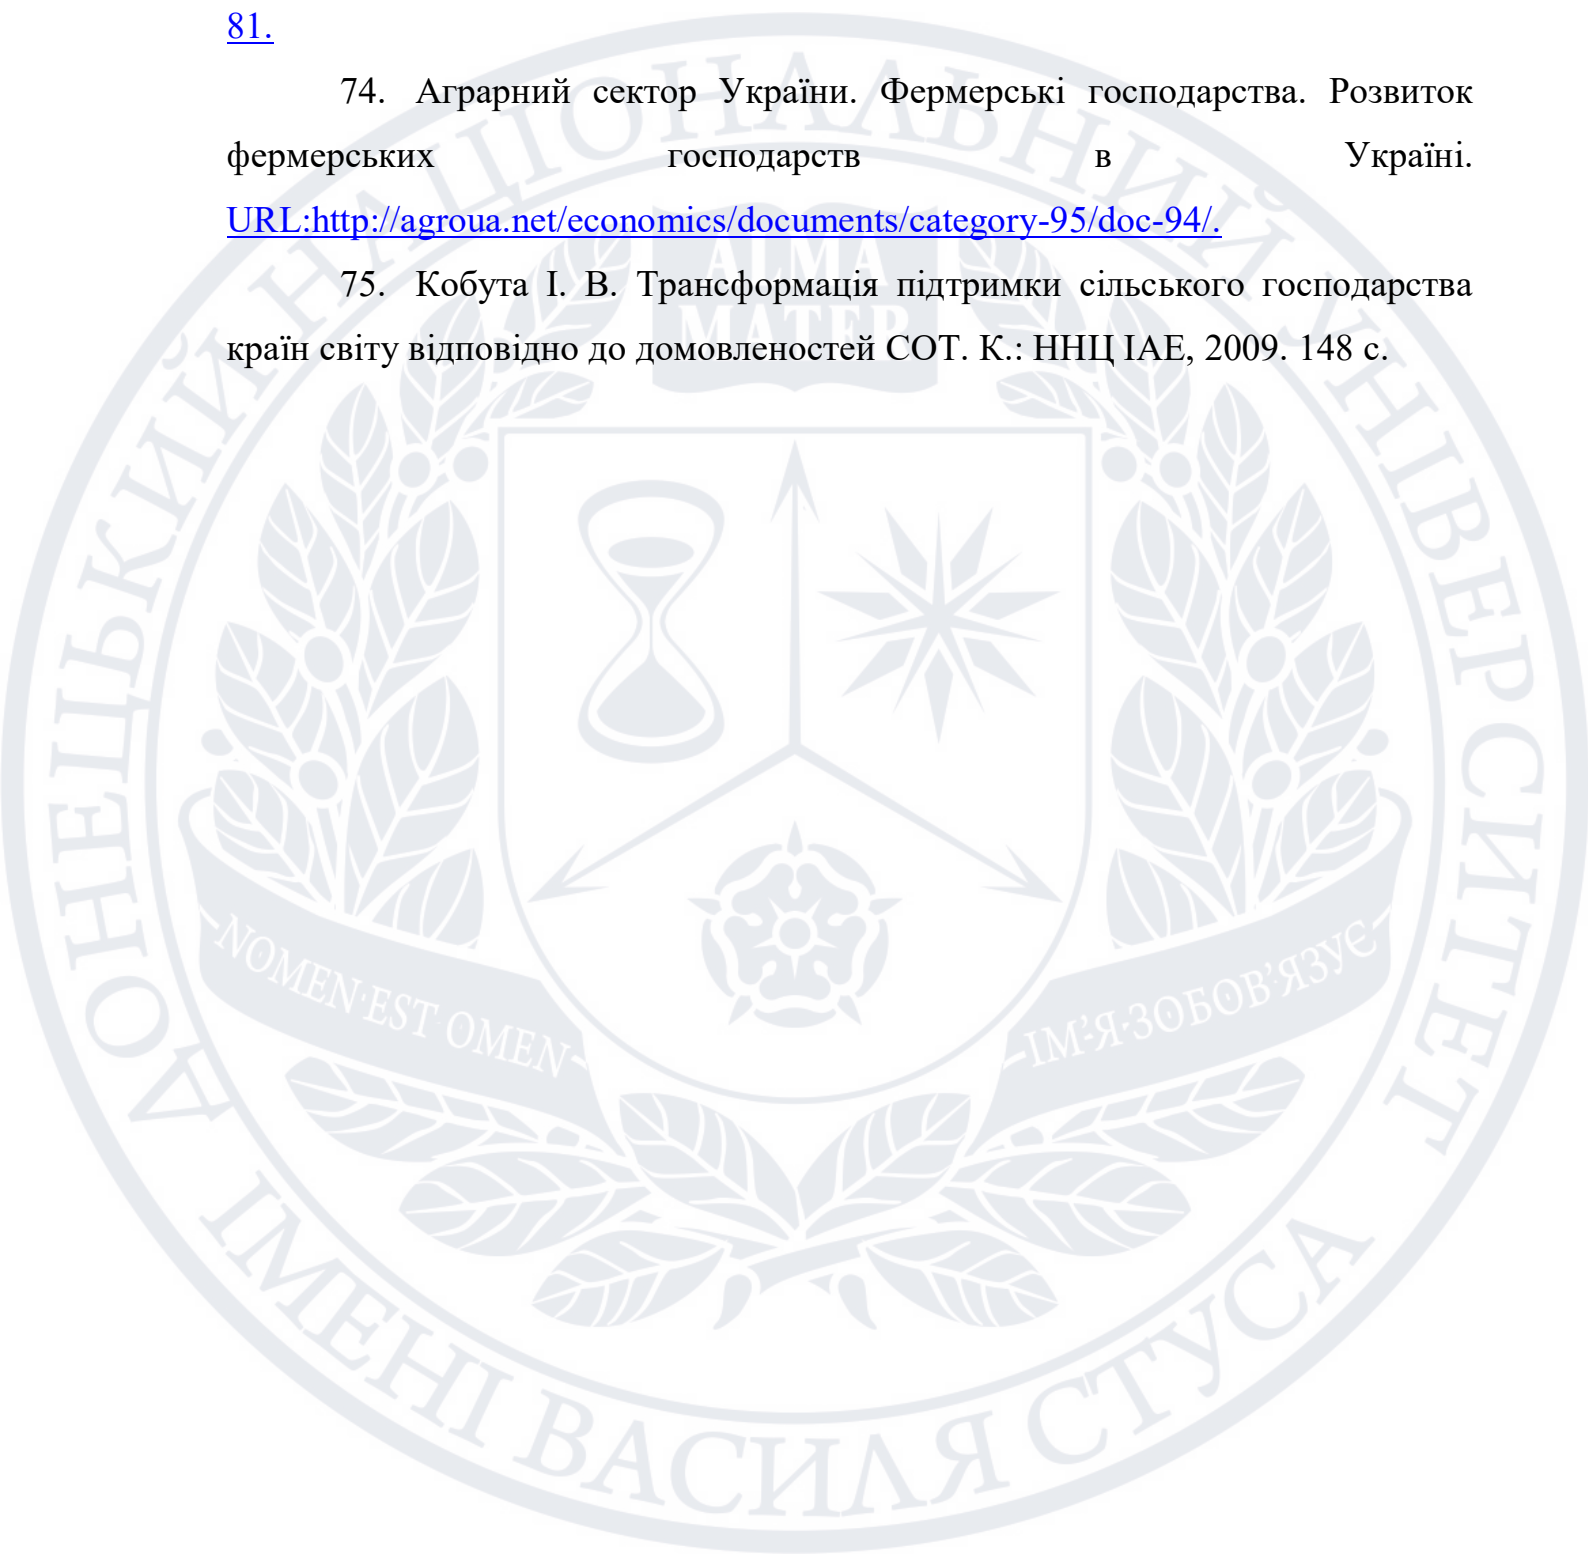 81.
74. Аграрний сектор України. Фермерські господарства. Розвиток
фермерських господарств в Україні.
URL:http://agroua.net/economics/documents/category-95/doc-94/.
75. Кобута І. В. Трансформація підтримки сільського господарства
країн світу відповідно до домовленостей СОТ. К.: ННЦ ІАЕ, 2009. 148 с.
ДОНЕЦЬКИЙ НАЦІОНАЛЬНИЙ УНІВЕРСИТЕТ
ІМЕНІ ВАСИЛЯ СТУСА
ALMA
MATER
NOMEN EST OMEN
ІМ'Я ЗОБОВ'ЯЗУЄ